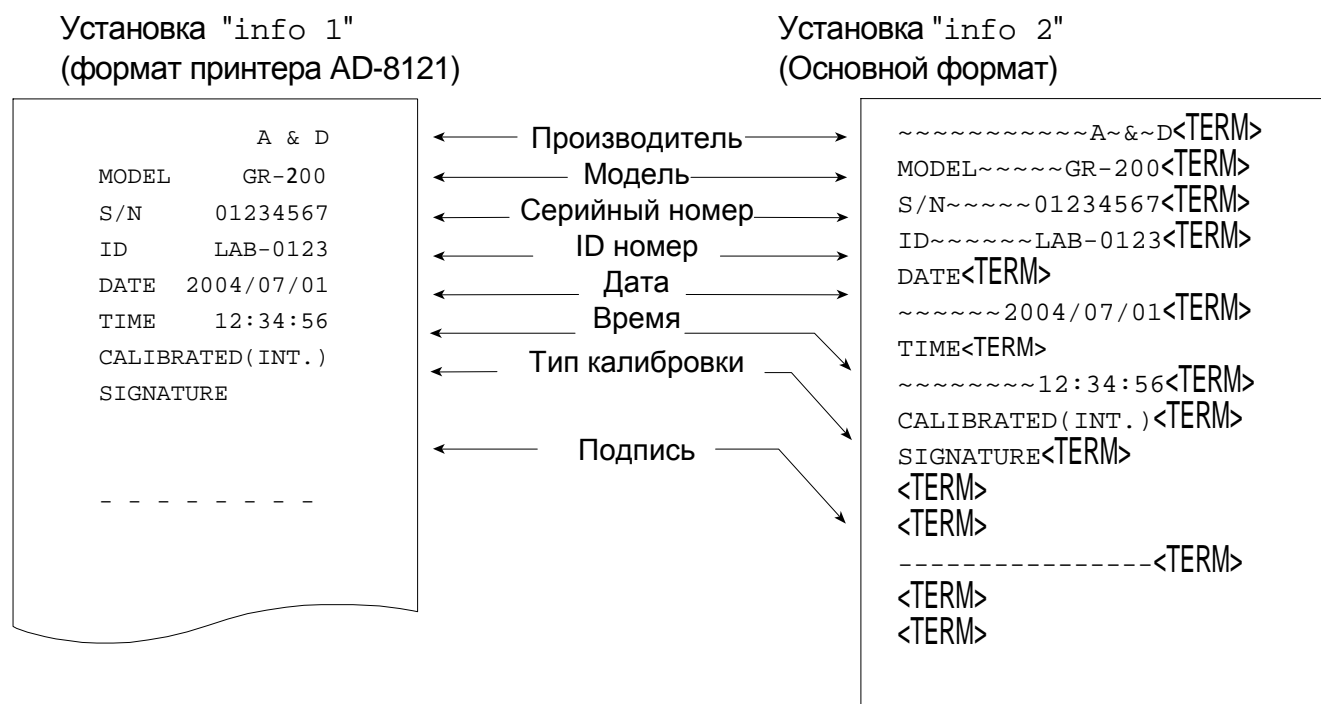 Установка "info 1"
(формат принтера AD-8121)
A & D
MODEL GR-200
S/N 01234567
ID LAB-0123
DATE 2004/07/01
TIME 12:34:56
CALIBRATED(INT.)
SIGNATURE
- - - - - - - -
Производитель
Модель
Серийный номер
ID номер
Дата
Время
Тип калибровки
Подпись
Установка "info 2"
(Основной формат)
~~~~~~~~~~~A~&~D<TERM>
MODEL~~~~~GR-200<TERM>
S/N~~~~~01234567<TERM>
ID~~~~~~LAB-0123<TERM>
DATE<TERM>
~~~~~~2004/07/01<TERM>
TIME<TERM>
~~~~~~~~12:34:56<TERM>
CALIBRATED(INT.)<TERM>
SIGNATURE<TERM>
<TERM>
<TERM>
----------------<TERM>
<TERM>
<TERM>